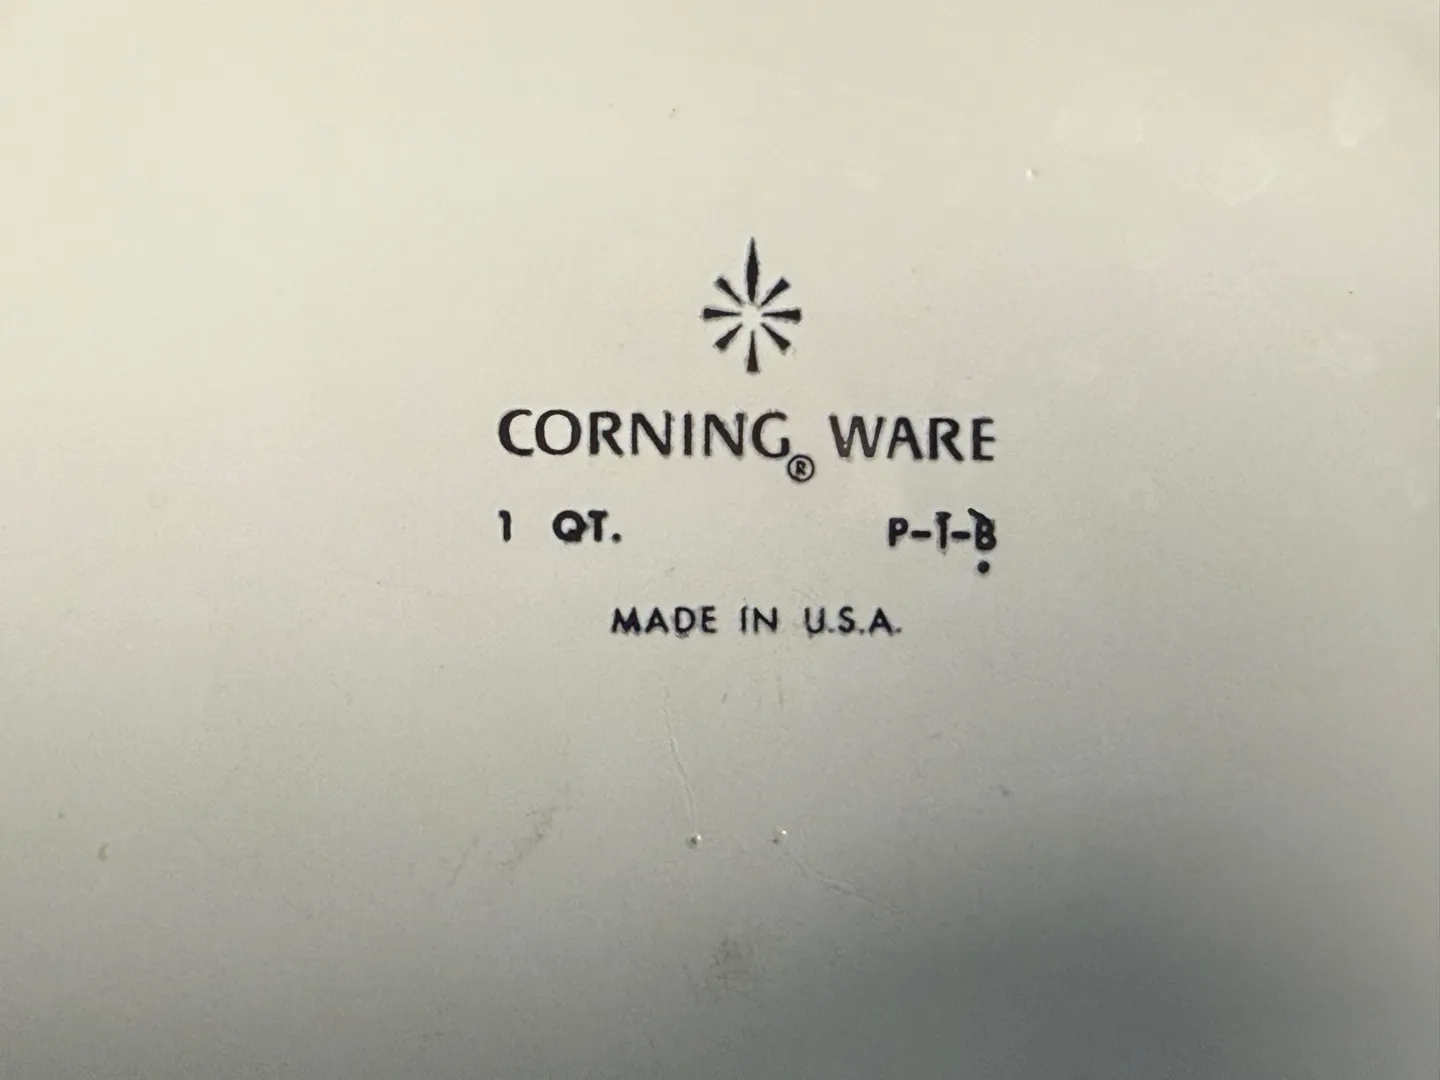 CORNING® WARE
1 QT. P-1-B
MADE IN U.S.A.